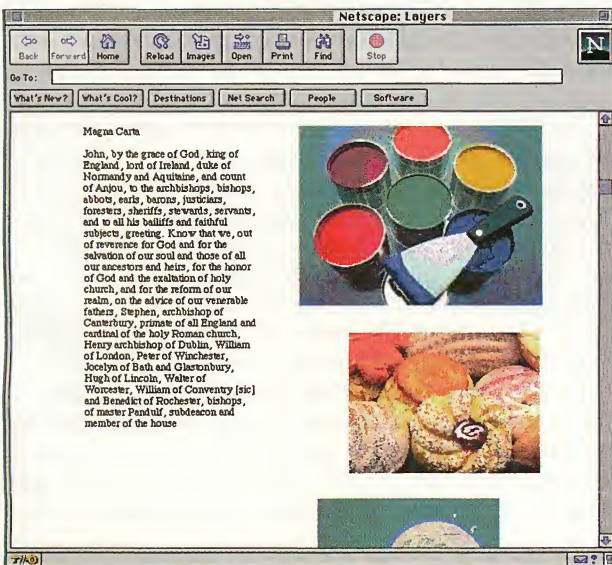 Netscape: Layers
Back Forward Home Reload Images Open Print Find Stop
N
Go To:
What's New? What's Cool? Destinations Net Search People Software
Magna Carta
John, by the grace of God, king of
England, lord of Ireland, duke of
Normandy and Aquitaine, and count
of Anjou, to the archbishops, bishops,
abbots, earls, barons, justiciars,
foresters, sheriffs, stewards, servants,
and to all his bailiffs and faithful
subjects, greeting. Know that we, out
of reverence for God and for the
salvation of our soul and those of all
our ancestors and heirs, for the honor
of God and the exaltation of holy
church, and for the reform of our
realm, on the advice of our venerable
fathers, Stephen, archbishop of
Canterbury, primate of all England and
cardinal of the holy Roman church,
Henry archbishop of Dublin, William
of London, Peter of Winchester,
Jocelyn of Bath and Glastonbury,
Hugh of Lincoln, Walter of
Worcester, William of Conventry [sic]
and Benedict of Rochester, bishops,
of master Pandulf, subdeacon and
member of the house
?